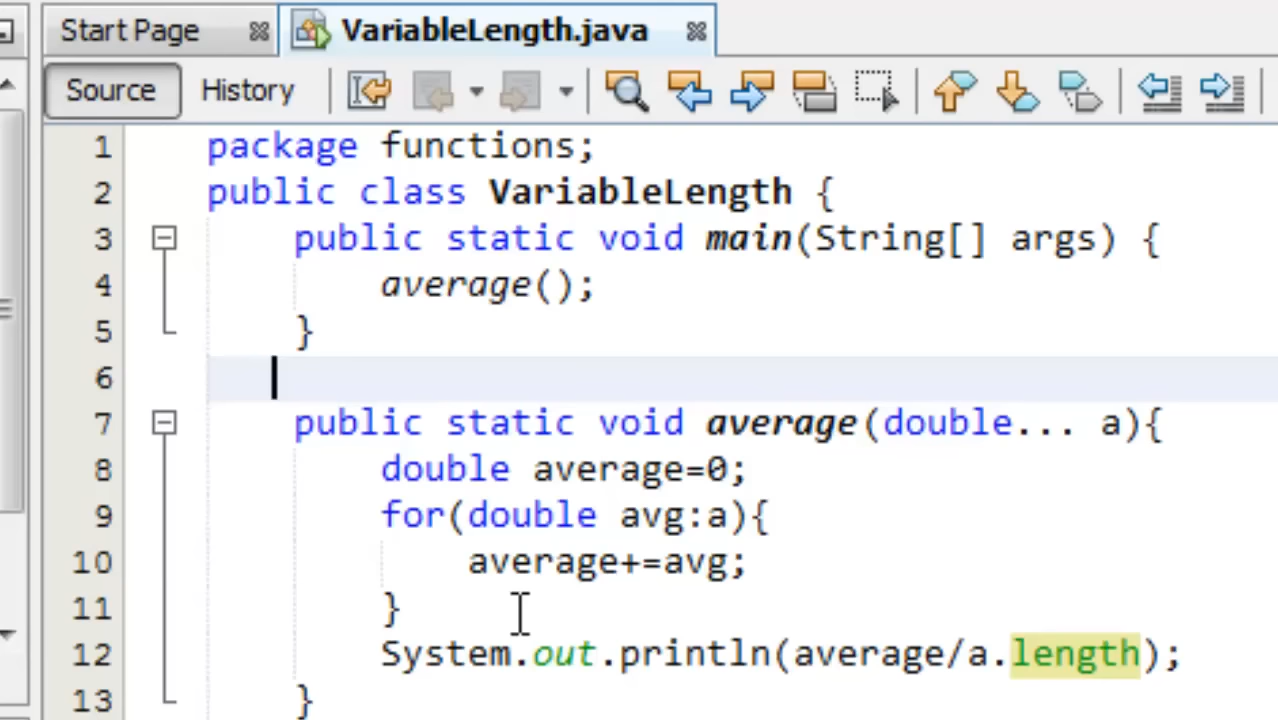 Start Page
VariableLength.java
Source History
1 package functions;
2 public class VariableLength {
3 public static void main(String[] args) {
4 average();
5 }
6
7 public static void average(double... a){
8 double average=0;
9 for(double avg:a){
10 average+=avg;
11 }
12 System.out.println(average/a.length);
13 }